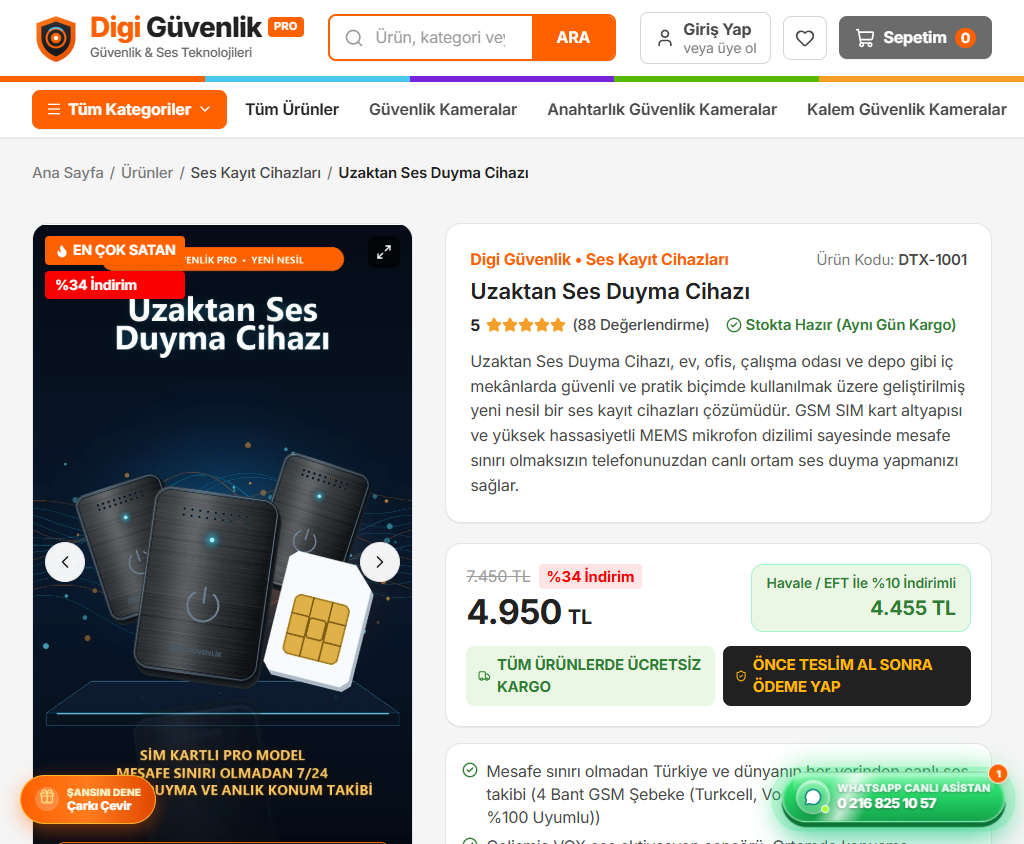 Digi Güvenlik PRO
Güvenlik & Ses Teknolojileri
Ürün, kategori vey
ARA
Giriş Yap
veya üye ol
Sepetim 0
Tüm Kategoriler
Tüm Ürünler
Güvenlik Kameralar
Anahtarlık Güvenlik Kameralar
Kalem Güvenlik Kameralar
Ana Sayfa / Ürünler / Ses Kayıt Cihazları / Uzaktan Ses Duyma Cihazı
EN ÇOK SATAN
PRO • YENİ NESİL
%34 İndirim
Uzaktan Ses
Duyma Cihazı
SİM KARTLI PRO MODEL
MESAFE SINIRI OLMADAN 7/24
DUYMA VE ANLIK KONUM TAKİBİ
ŞANSINI DENE
Çarkı Çevir
Digi Güvenlik • Ses Kayıt Cihazları
Ürün Kodu: DTX-1001
Uzaktan Ses Duyma Cihazı
5 (88 Değerlendirme)
Stokta Hazır (Aynı Gün Kargo)
Uzaktan Ses Duyma Cihazı, ev, ofis, çalışma odası ve depo gibi iç
mekânlarda güvenli ve pratik biçimde kullanılmak üzere geliştirilmiş
yeni nesil bir ses kayıt cihazları çözümüdür. GSM SIM kart altyapısı
ve yüksek hassasiyetli MEMS mikrofon dizilimi sayesinde mesafe
sınırı olmaksızın telefonunuzdan canlı ortam ses duyma yapmanızı
sağlar.
7.450 TL %34 İndirim
4.950 TL
Havale / EFT İle %10 İndirimli
4.455 TL
TÜM ÜRÜNLERDE ÜCRETSİZ
KARGO
ÖNCE TESLİM AL SONRA
ÖDEME YAP
Mesafe sınırı olmadan Türkiye ve dünyanın her yerinden canlı ses
takibi (4 Bant GSM Şebeke (Turkcell, Vo
%100 Uyumlu))
1
WHATSAPP CANLI ASİSTAN
0 216 825 10 57